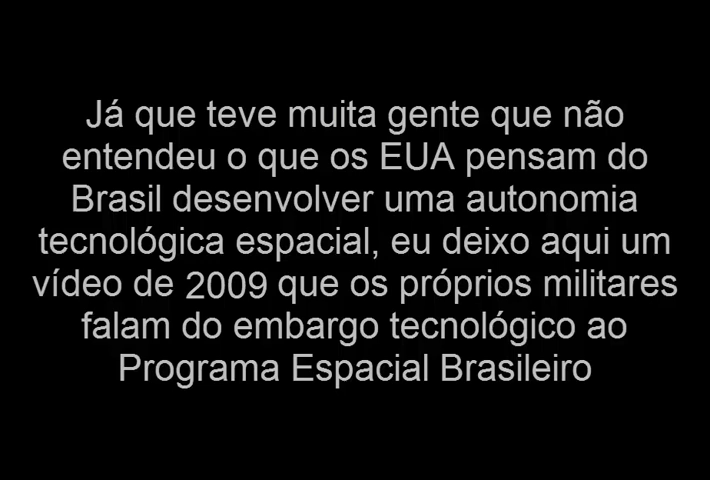 Já que teve muita gente que não
entendeu o que os EUA pensam do
Brasil desenvolver uma autonomia
tecnológica espacial, eu deixo aqui um
vídeo de 2009 que os próprios militares
falam do embargo tecnológico ao
Programa Espacial Brasileiro